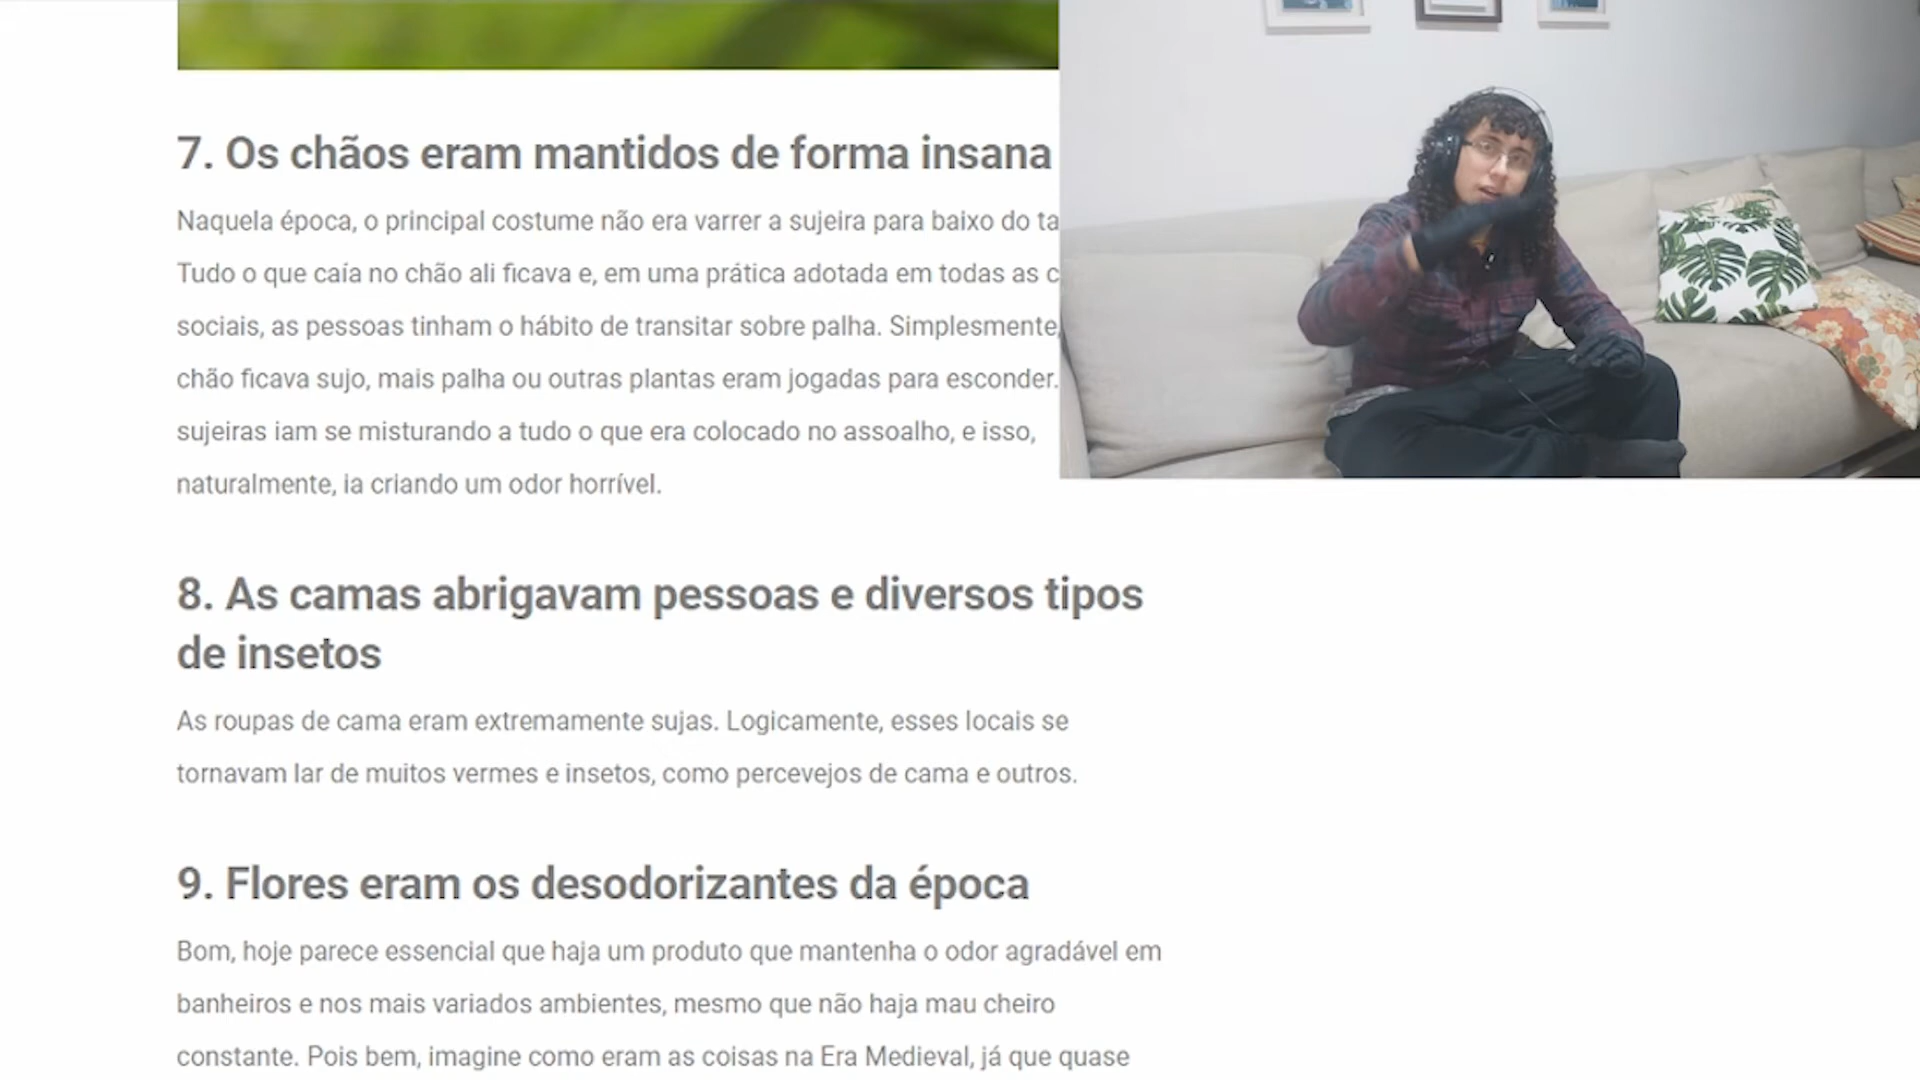 7. Os chãos eram mantidos de forma insana
Naquela época, o principal costume não era varrer a sujeira para baixo do
Tudo o que caía no chão ali ficava e, em uma prática adotada em todas as
sociais, as pessoas tinham o hábito de transitar sobre palha. Simplesmente,
chão ficava sujo, mais palha ou outras plantas eram jogadas para esconder.
sujeiras iam se misturando a tudo o que era colocado no assoalho, e isso,
naturalmente, ia criando um odor horrível.
8. As camas abrigavam pessoas e diversos tipos
de insetos
As roupas de cama eram extremamente sujas. Logicamente, esses locais se
tornavam lar de muitos vermes e insetos, como percevejos de cama e outros.
9. Flores eram os desodorizantes da época
Bom, hoje parece essencial que haja um produto que mantenha o odor agradável em
banheiros e nos mais variados ambientes, mesmo que não haja mau cheiro
constante. Pois bem, imagine como eram as coisas na Era Medieval, já que quase